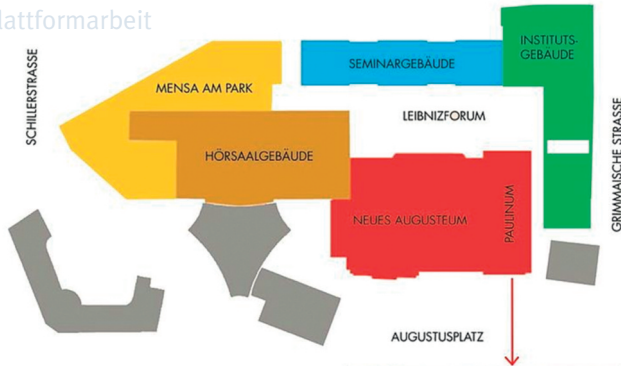 lattformarbeit
SCHILLERSTRASSE
MENSA AM PARK
SEMINARGEBÄUDE
INSTITUTS-
GEBÄUDE
LEIBNIZFORUM
HÖRSAALGEBÄUDE
NEUES AUGUSTEUM
PAULINUM
GRIMMAISCHE STRASSE
AUGUSTUSPLATZ